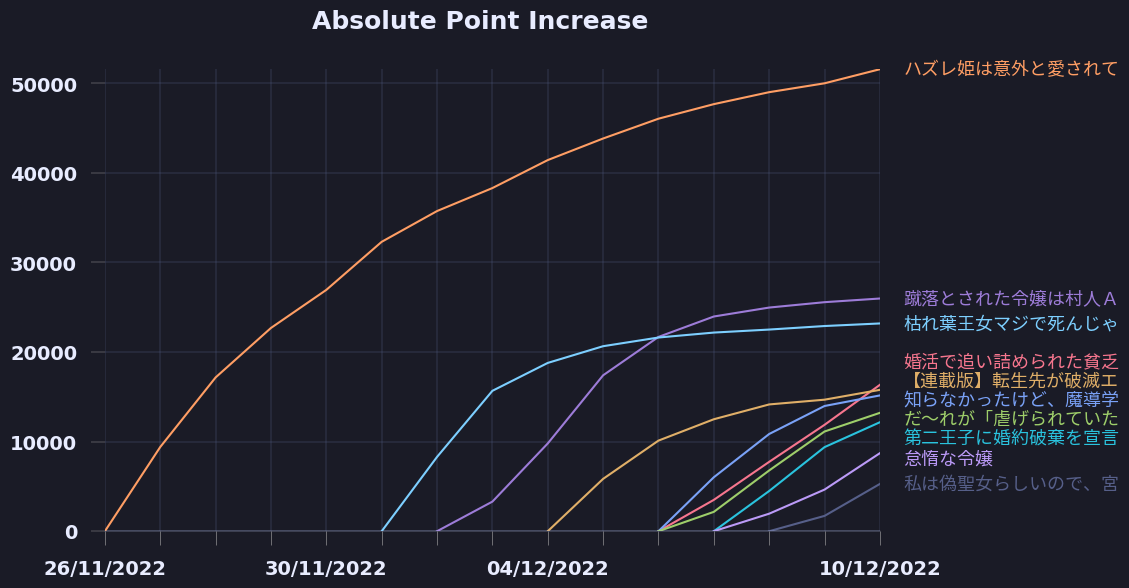 Absolute Point Increase
50000
40000
30000
20000
10000
0
26/11/2022
30/11/2022
04/12/2022
10/12/2022
ハズレ姫は意外と愛されて
蹴落とされた令嬢は村人Ａ
枯れ葉王女マジで死んじゃ
婚活で追い詰められた貧乏
【連載版】転生先が破滅エ
知らなかったけど、魔導学
だ～れが「虐げられていた
第二王子に婚約破棄を宣言
怠惰な令嬢
私は偽聖女らしいので、宮